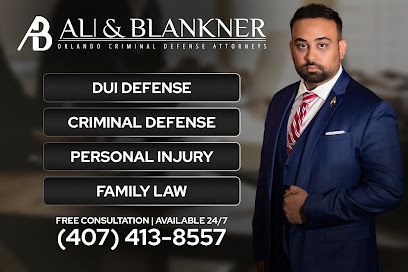 AB ALI & BLANKNER
ORLANDO CRIMINAL DEFENSE ATTORNEYS
DUI DEFENSE
CRIMINAL DEFENSE
PERSONAL INJURY
FAMILY LAW
FREE CONSULTATION | AVAILABLE 24/7
(407) 413-8557